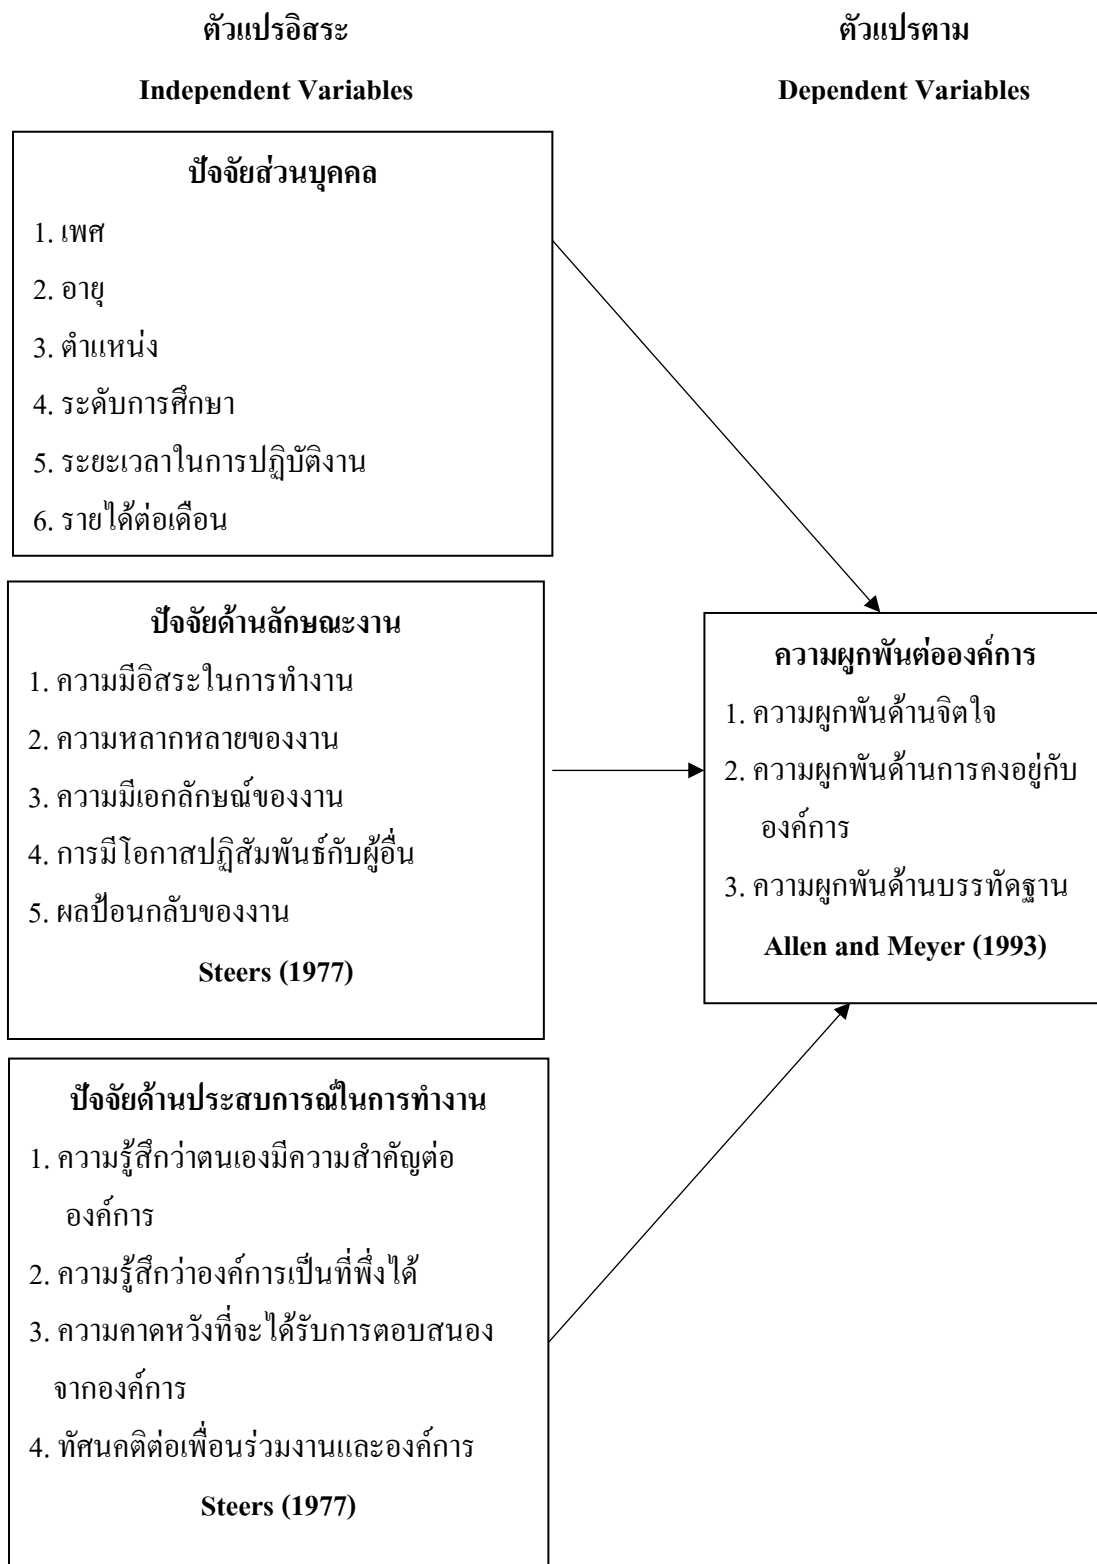 ตัวแปรอิสระ
Independent Variables
ตัวแปรตาม
Dependent Variables
ปัจจัยส่วนบุคคล
1. เพศ
2. อายุ
3. ตำแหน่ง
4. ระดับการศึกษา
5. ระยะเวลาในการปฏิบัติงาน
6. รายได้ต่อเดือน
ปัจจัยด้านลักษณะงาน
1. ความมีอิสระในการทำงาน
2. ความหลากหลายของงาน
3. ความมีเอกลักษณ์ของงาน
4. การมีโอกาสปฏิสัมพันธ์กับผู้อื่น
5. ผลป้อนกลับของงาน
Steers (1977)
ปัจจัยด้านประสบการณ์ในการทำงาน
1. ความรู้สึกว่าตนเองมีความสำคัญต่อ
องค์การ
2. ความรู้สึกว่าองค์การเป็นที่พึ่งได้
3. ความคาดหวังที่จะได้รับการตอบสนอง
จากองค์การ
4. ทัศนคติต่อเพื่อนร่วมงานและองค์การ
Steers (1977)
ความผูกพันต่อองค์การ
1. ความผูกพันด้านจิตใจ
2. ความผูกพันด้านการคงอยู่กับ
องค์การ
3. ความผูกพันด้านบรรทัดฐาน
Allen and Meyer (1993)